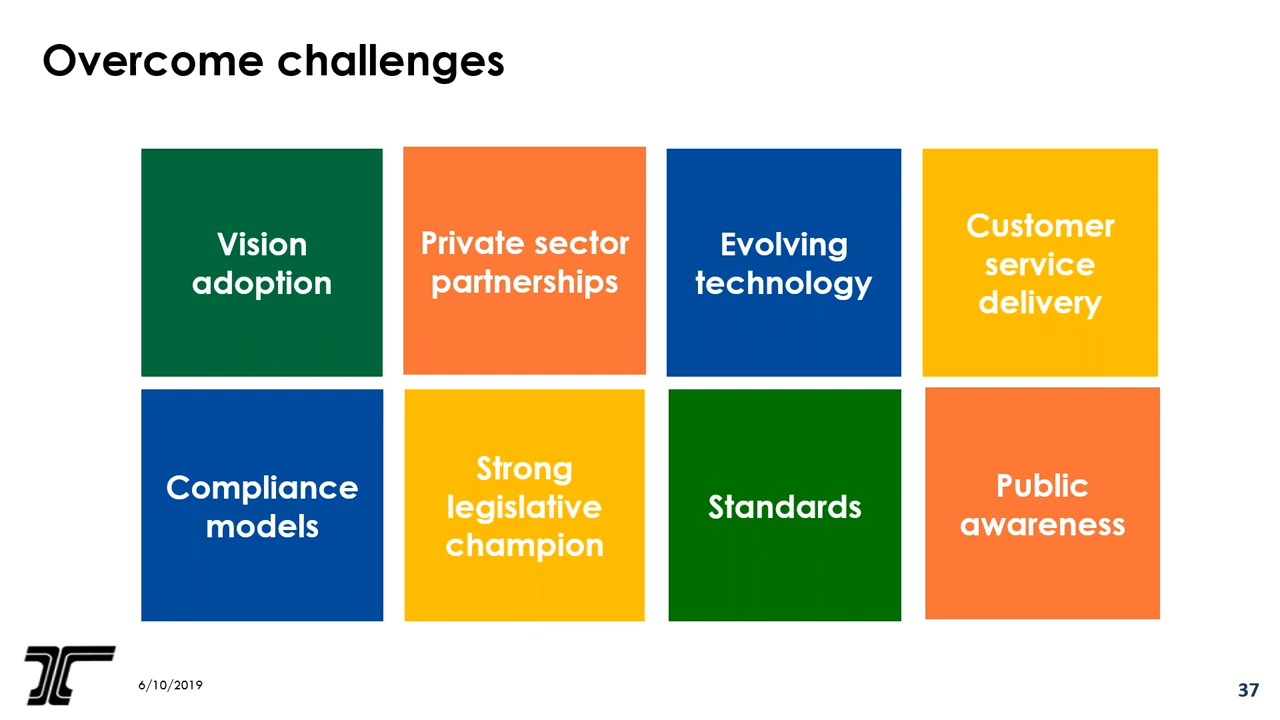 Overcome challenges
Vision
adoption
Private sector
partnerships
Evolving
technology
Customer
service
delivery
Compliance
models
Strong
legislative
champion
Standards
Public
awareness
6/10/2019
37